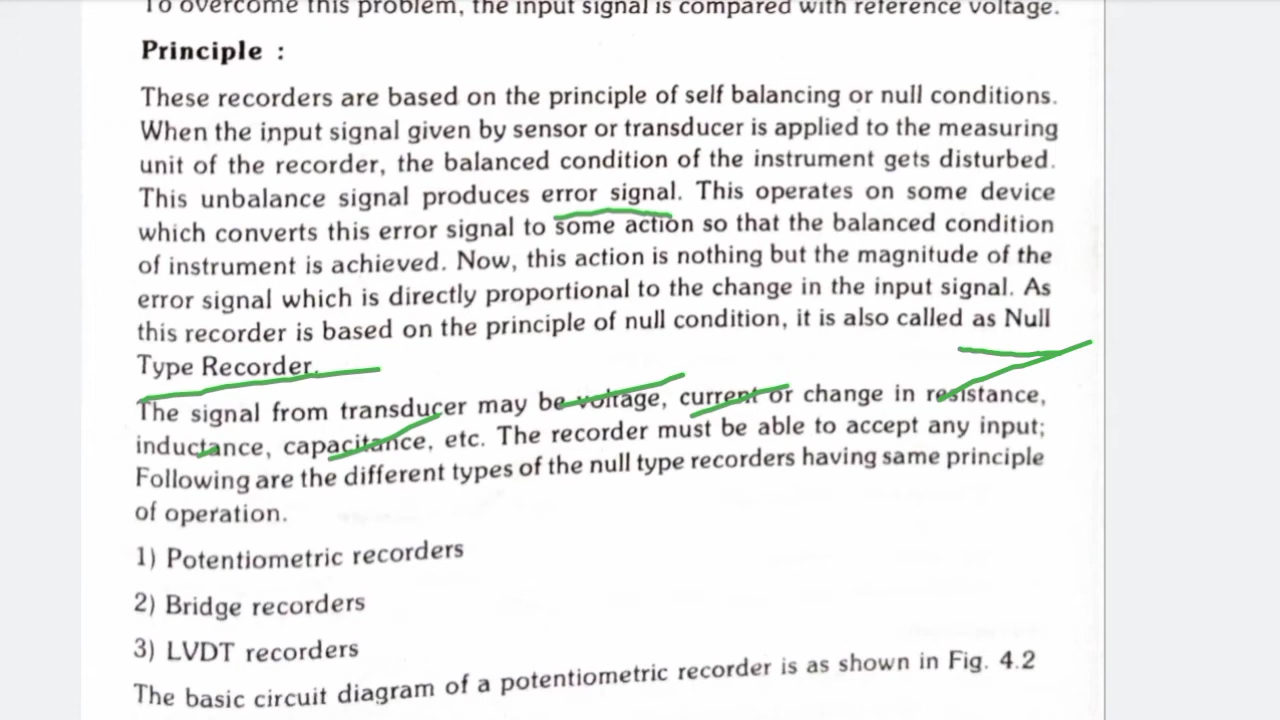 To overcome this problem, the input signal is compared with reference voltage.
Principle :
These recorders are based on the principle of self balancing or null conditions.
When the input signal given by sensor or transducer is applied to the measuring
unit of the recorder, the balanced condition of the instrument gets disturbed.
This unbalance signal produces error signal. This operates on some device
which converts this error signal to some action so that the balanced condition
of instrument is achieved. Now, this action is nothing but the magnitude of the
error signal which is directly proportional to the change in the input signal. As
this recorder is based on the principle of null condition, it is also called as Null
Type Recorder.
The signal from transducer may be voltage, current or change in resistance,
inductance, capacitance, etc. The recorder must be able to accept any input;
Following are the different types of the null type recorders having same principle
of operation.
1) Potentiometric recorders
2) Bridge recorders
3) LVDT recorders
The basic circuit diagram of a potentiometric recorder is as shown in Fig. 4.2